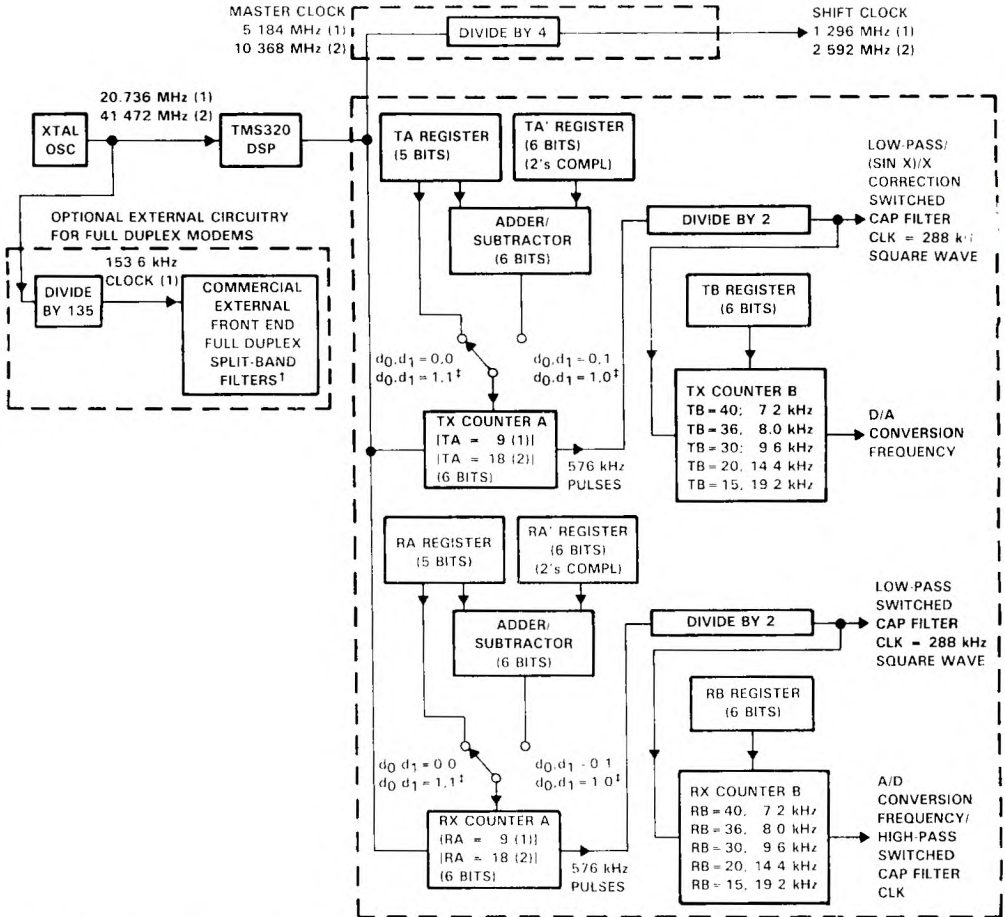 MASTER CLOCK
5 184 MHz (1)
10 368 MHz (2)
DIVIDE BY 4
SHIFT CLOCK
1 296 MHz (1)
2 592 MHz (2)
20.736 MHz (1)
41 472 MHz (2)
XTAL
OSC
TMS320
DSP
OPTIONAL EXTERNAL CIRCUITRY
FOR FULL DUPLEX MODEMS
153 6 kHz
CLOCK (1)
DIVIDE
BY 135
COMMERCIAL
EXTERNAL
FRONT END
FULL DUPLEX
SPLIT-BAND
FILTERS†
TA REGISTER
(5 BITS)
TA' REGISTER
(6 BITS)
(2's COMPL)
ADDER/
SUBTRACTOR
(6 BITS)
d0.d1 = 0.0
d0.d1 = 1.1‡
d0.d1 = 0.1
d0.d1 = 1.0‡
TX COUNTER A
|TA = 9 (1)|
|TA = 18 (2)|
(6 BITS)
576 kHz
PULSES
DIVIDE BY 2
LOW-PASS/
(SIN X)/X
CORRECTION
SWITCHED
CAP FILTER
CLK = 288 kHz
SQUARE WAVE
TB REGISTER
(6 BITS)
TX COUNTER B
TB = 40; 7 2 kHz
TB = 36, 8.0 kHz
TB = 30; 9 6 kHz
TB = 20, 14 4 kHz
TB = 15, 19 2 kHz
D/A
CONVERSION
FREQUENCY
RA REGISTER
(5 BITS)
RA' REGISTER
(6 BITS)
(2's COMPL)
ADDER/
SUBTRACTOR
(6 BITS)
d0 d1 = 0 0
d0 d1 = 1.1‡
d0.d1 - 0 1
d0.d1 = 1 0‡
RX COUNTER A
(RA = 9 (1)|
|RA = 18 (2)|
(6 BITS)
576 kHz
PULSES
DIVIDE BY 2
LOW-PASS
SWITCHED
CAP FILTER
CLK = 288 kHz
SQUARE WAVE
RB REGISTER
(6 BITS)
RX COUNTER B
RB = 40, 7 2 kHz
RB = 36, 8 0 kHz
RB = 30, 9 6 kHz
RB = 20, 14 4 kHz
RB = 15, 19 2 kHz
A/D
CONVERSION
FREQUENCY/
HIGH-PASS
SWITCHED
CAP FILTER
CLK